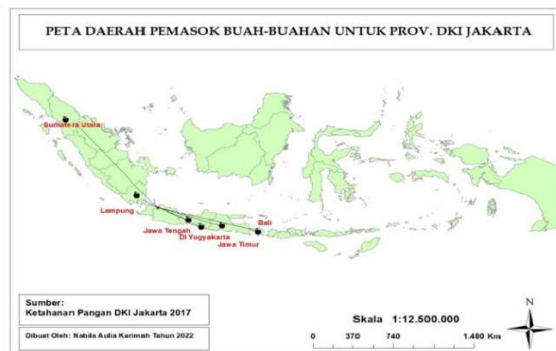 PETA DAERAH PEMASOK BUAH-BUAHAN UNTUK PROV. DKI JAKARTA
Sumatera Utara
Lampung
Jawa Tengah
DI Yogyakarta
Jawa Timur
Bali
Sumber:
Ketahanan Pangan DKI Jakarta 2017
Dibuat Oleh: Nabila Aulia Karimah Tahun 2022
Skala 1:12.500.000
0 370 740 1.480 Km
N